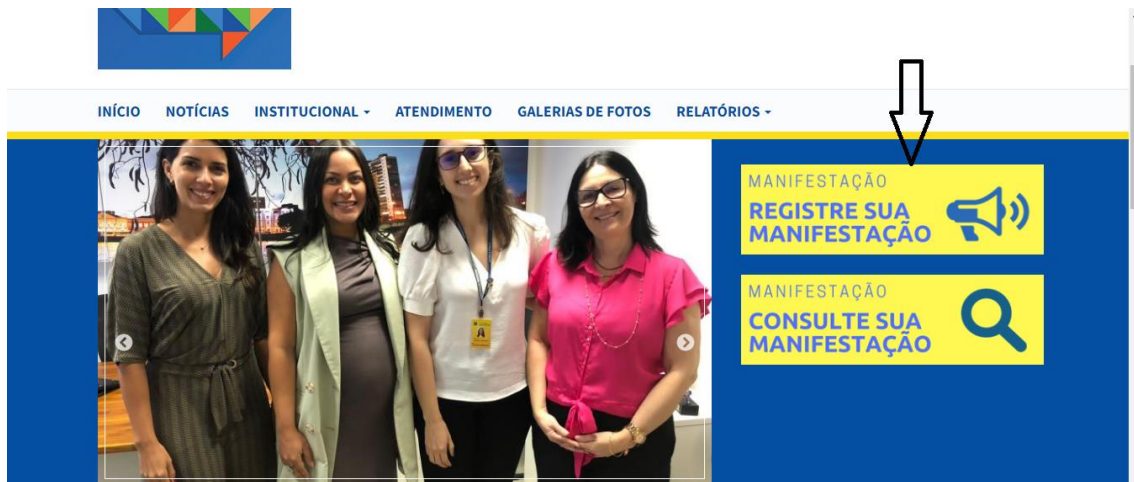 INÍCIO NOTÍCIAS INSTITUCIONAL ATENDIMENTO GALERIAS DE FOTOS RELATÓRIOS
MANIFESTAÇÃO
REGISTRE SUA
MANIFESTAÇÃO
MANIFESTAÇÃO
CONSULTE SUA
MANIFESTAÇÃO